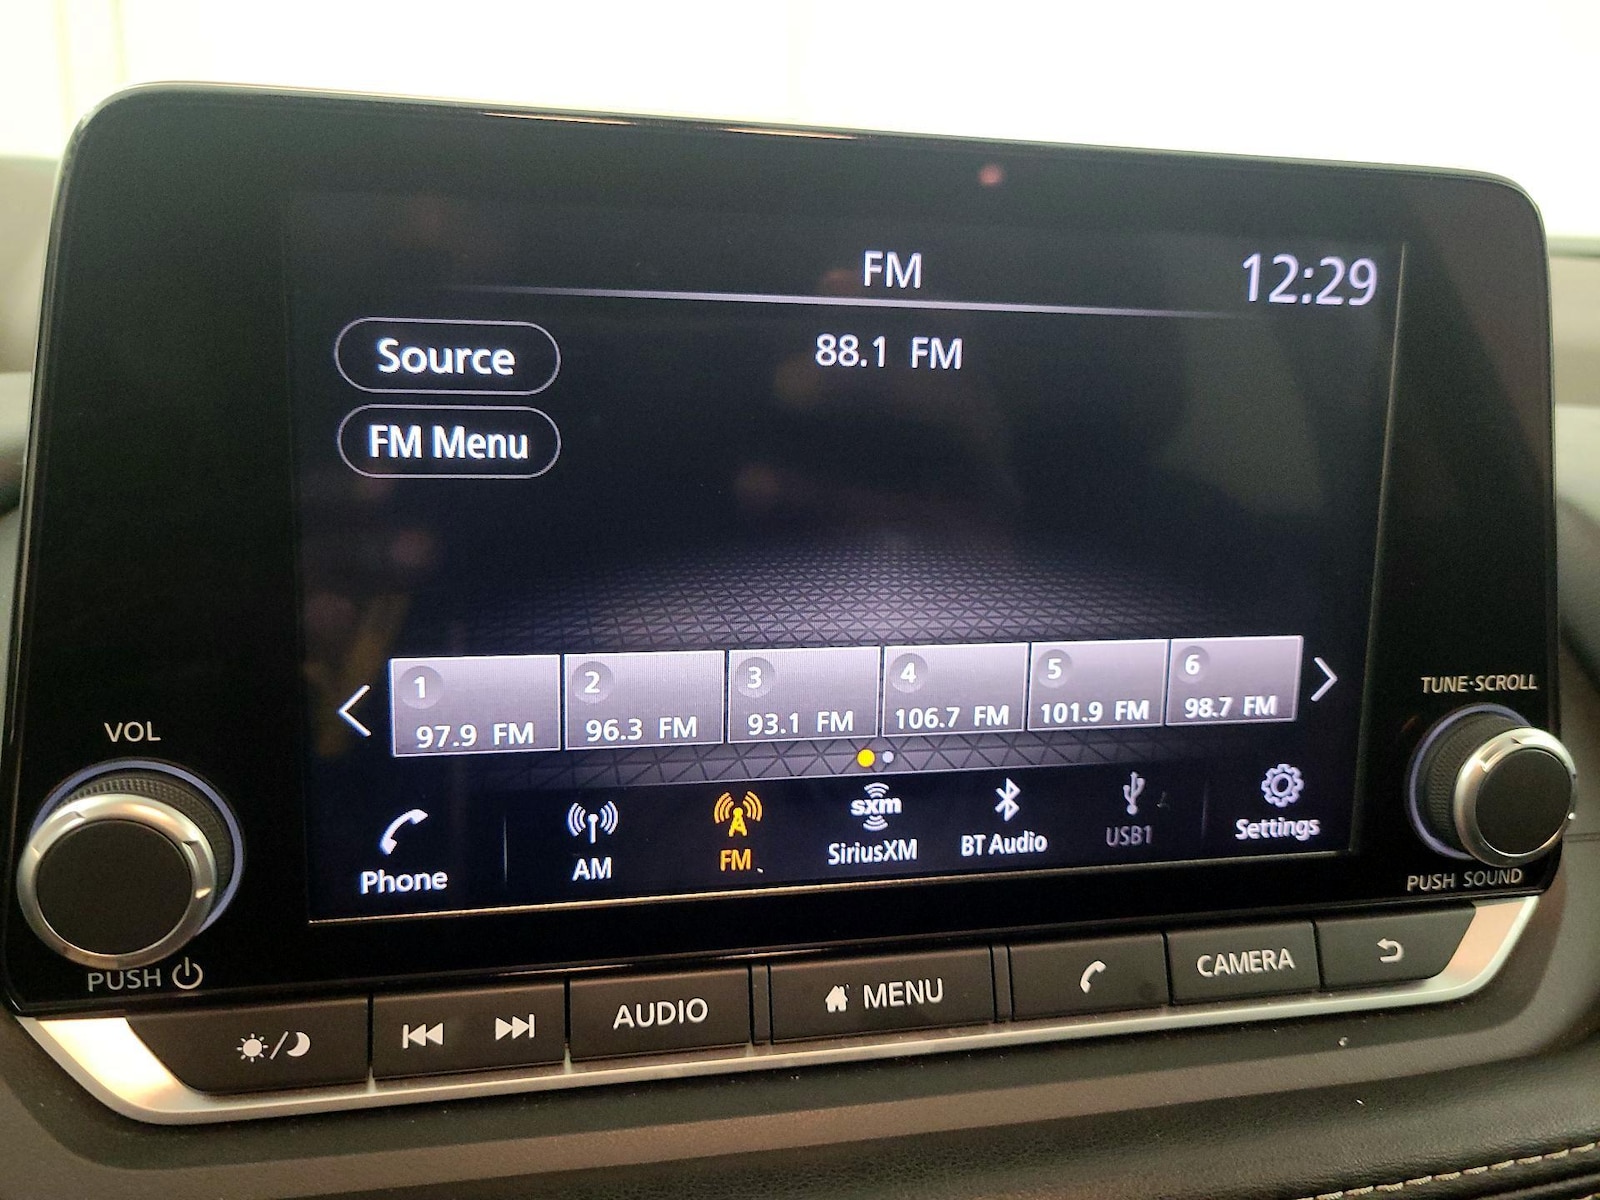 FM
12:29
Source
88.1 FM
FM Menu
1
97.9 FM
2
96.3 FM
3
93.1 FM
4
106.7 FM
5
101.9 FM
6
98.7 FM
Phone
AM
FM
sxm
SiriusXM
BT Audio
USB1
Settings
VOL
PUSH
TUNE·SCROLL
PUSH SOUND
AUDIO
MENU
CAMERA